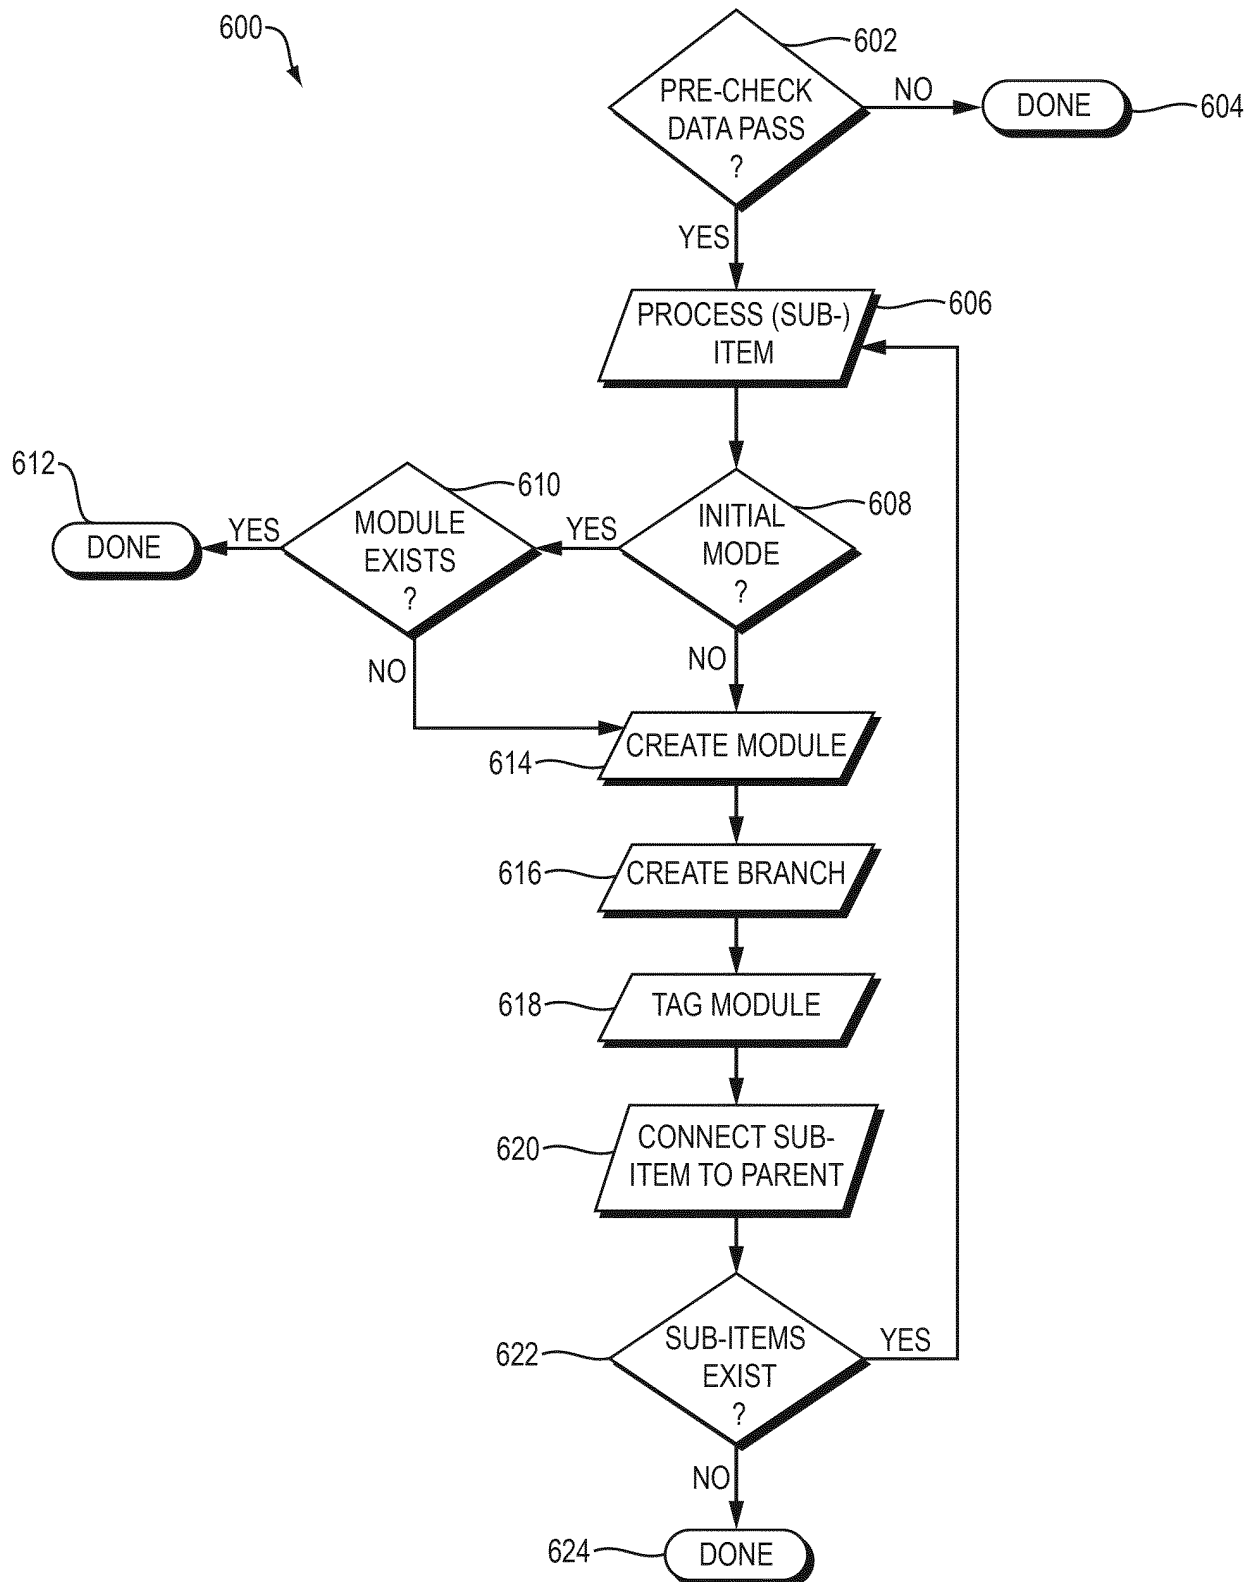 600
602
PRE-CHECK
DATA PASS
?
NO
DONE
604
YES
PROCESS (SUB-)
ITEM
606
612
DONE
YES
610
MODULE
EXISTS
?
YES
608
INITIAL
MODE
?
NO
NO
CREATE MODULE
614
616
CREATE BRANCH
618
TAG MODULE
620
CONNECT SUB-
ITEM TO PARENT
622
SUB-ITEMS
EXIST
?
YES
NO
624
DONE